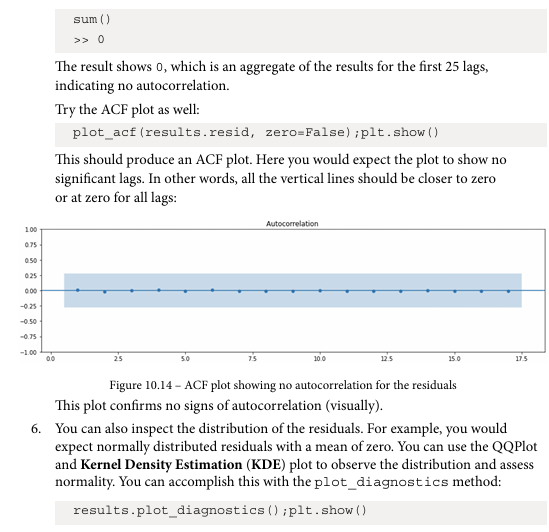 sum()
>> 0
The result shows 0, which is an aggregate of the results for the first 25 lags,
indicating no autocorrelation.
Try the ACF plot as well:
plot_acf(results.resid, zero=False);plt.show()
This should produce an ACF plot. Here you would expect the plot to show no
significant lags. In other words, all the vertical lines should be closer to zero
or at zero for all lags:
Autocorrelation
1.00
0.75
0.50
0.25
0.00
−0.25
−0.50
−0.75
−1.00
0.0 2.5 5.0 7.5 10.0 12.5 15.0 17.5
Figure 10.14 – ACF plot showing no autocorrelation for the residuals
This plot confirms no signs of autocorrelation (visually).
6. You can also inspect the distribution of the residuals. For example, you would
expect normally distributed residuals with a mean of zero. You can use the QQPlot
and Kernel Density Estimation (KDE) plot to observe the distribution and assess
normality. You can accomplish this with the plot_diagnostics method:
results.plot_diagnostics();plt.show()